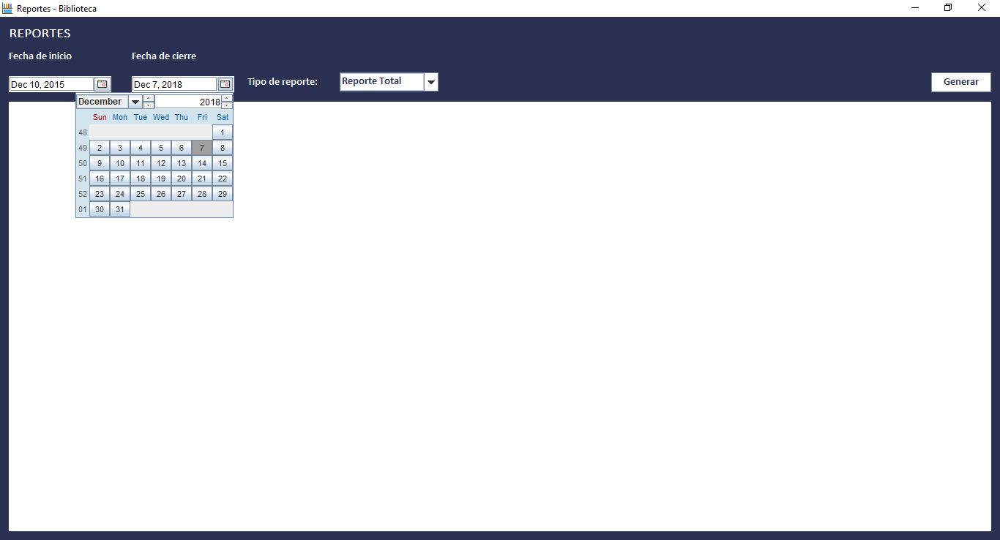 Reportes - Biblioteca
REPORTES
Fecha de inicio Fecha de cierre
Dec 10, 2015 Dec 7, 2018 Tipo de reporte: Reporte Total Generar
December 2018
Sun Mon Tue Wed Thu Fri Sat
48 1
49 2 3 4 5 6 7 8
50 9 10 11 12 13 14 15
51 16 17 18 19 20 21 22
52 23 24 25 26 27 28 29
01 30 31